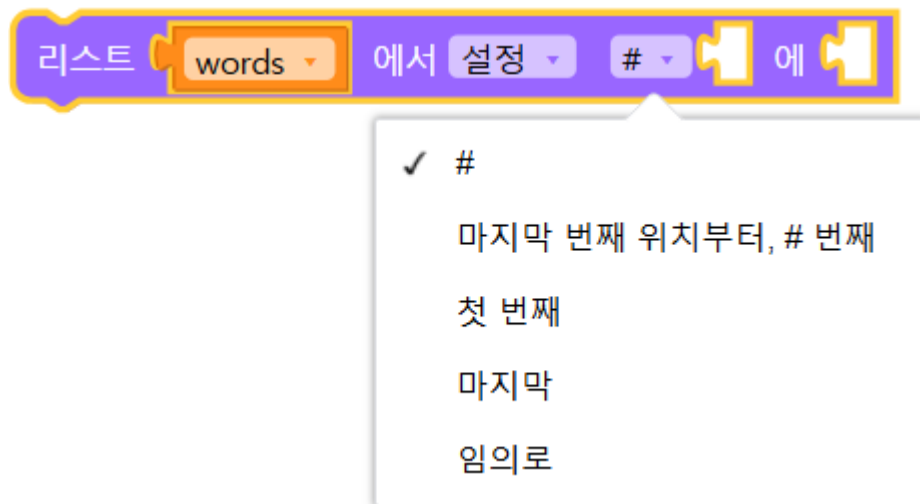 리스트 words 에서 설정 # 에
✓ #
마지막 번째 위치부터, # 번째
첫 번째
마지막
임의로